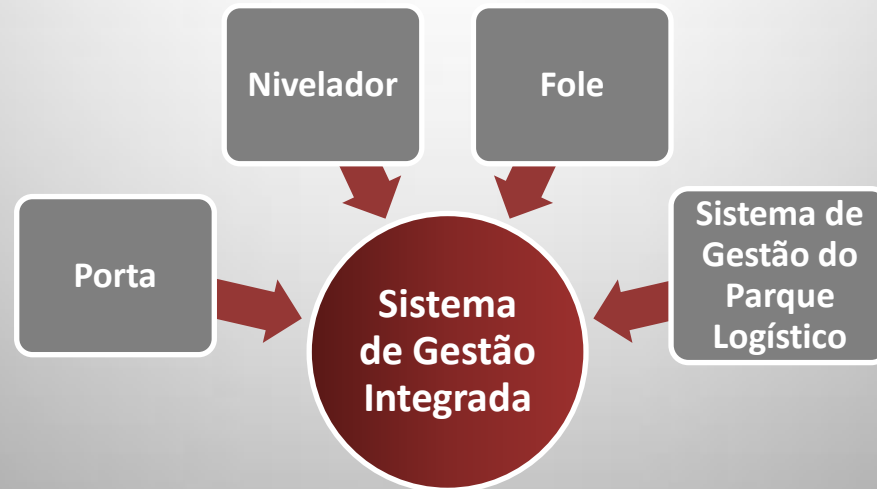 Nivelador
Fole
Porta
Sistema de
Gestão do
Parque
Logístico
Sistema
de Gestão
Integrada